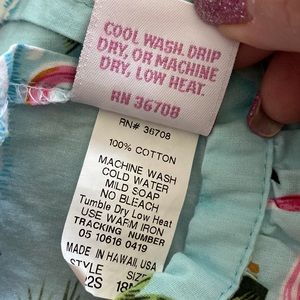 COOL WASH. DRIP
DRY, OR MACHINE
DRY, LOW HEAT.
RN 36708
RN# 36708
100% COTTON
MACHINE WASH
COLD WATER
MILD SOAP
NO BLEACH
Tumble Dry Low Heat
USE WARM IRON
TRACKING NUMBER
05 10616 0419
MADE IN HAWAII, USA
STYLE SIZE
2S 18M